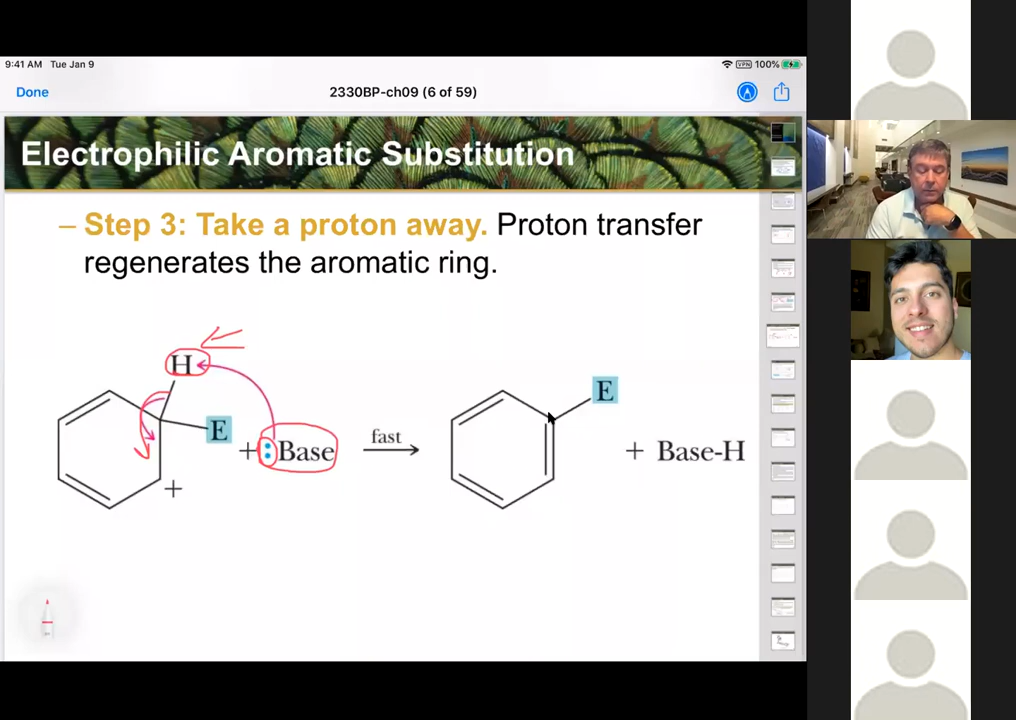 9:41 AM Tue Jan 9
VPN 100%
Done
2330BP-ch09 (6 of 59)
Electrophilic Aromatic Substitution
– Step 3: Take a proton away. Proton transfer
regenerates the aromatic ring.
H
E
+ :Base
+
fast
E
+ Base-H